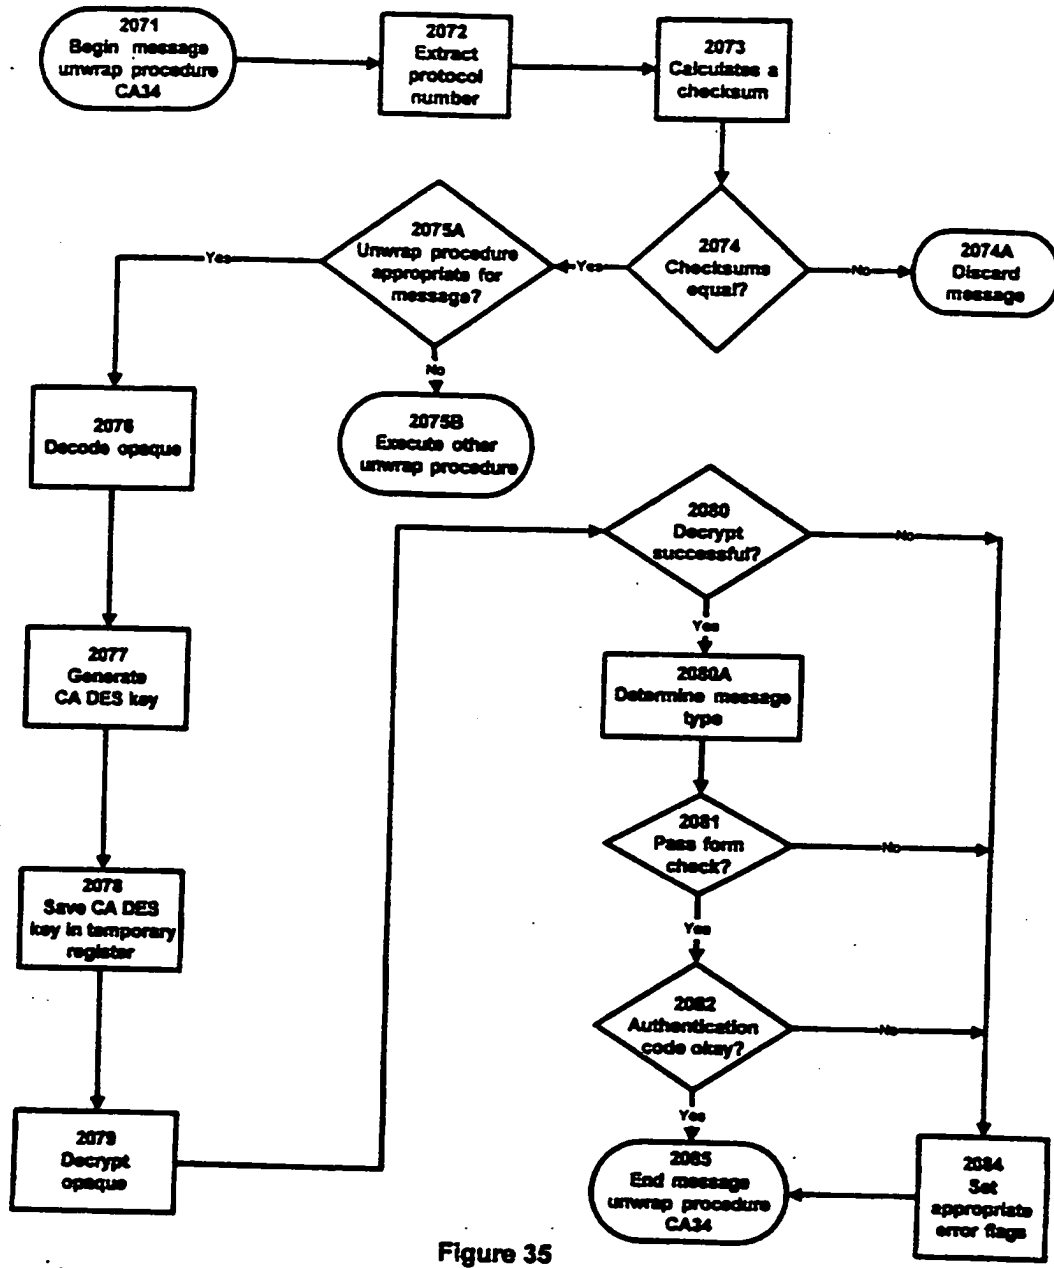 2071
Begin message
unwrap procedure
CA34
2072
Extract
protocol
number
2073
Calculates a
checksum
2075A
Unwrap procedure
appropriate for
message?
2074
Checksums
equal?
2074A
Discard
message
Yes
Yes
No
No
2076
Decode opaque
2075B
Execute other
unwrap procedure
2080
Decrypt
successful?
No
Yes
2077
Generate
CA DES key
2080A
Determine message
type
2081
Pass form
check?
No
Yes
2078
Save CA DES
key in temporary
register
2082
Authentication
code okay?
No
Yes
2079
Decrypt
opaque
2085
End message
unwrap procedure
CA34
2084
Set
appropriate
error flags
Figure 35